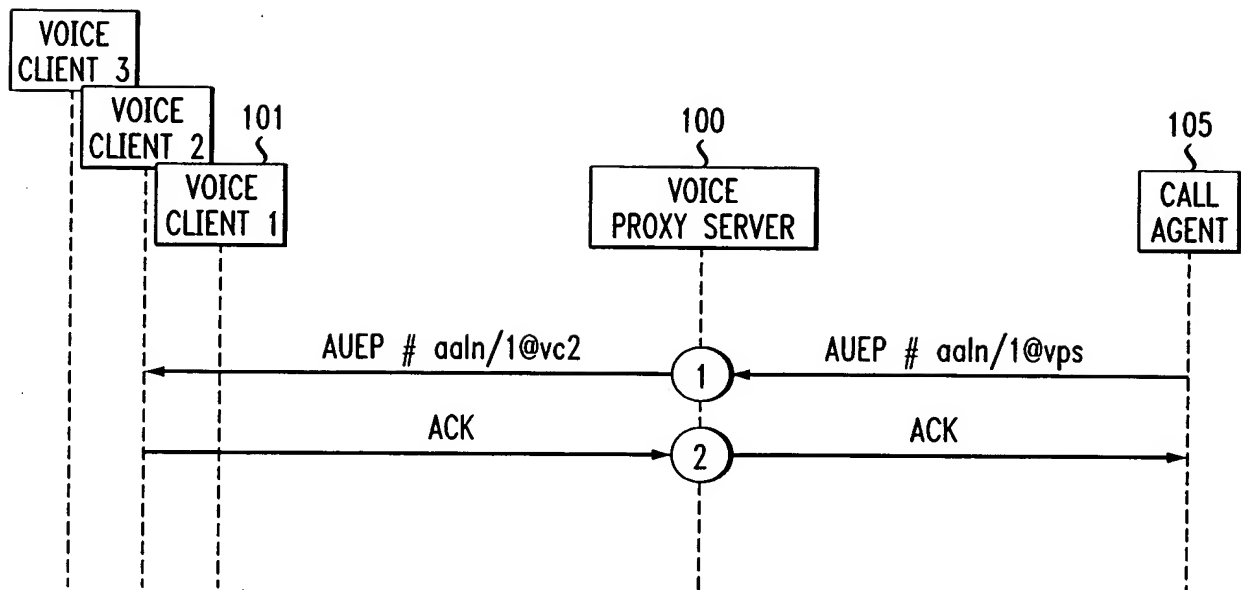 VOICE
CLIENT 3
VOICE
CLIENT 2
101
VOICE
CLIENT 1
100
VOICE
PROXY SERVER
105
CALL
AGENT
AUEP # aaln/1@vc2
1
AUEP # aaln/1@vps
ACK
2
ACK